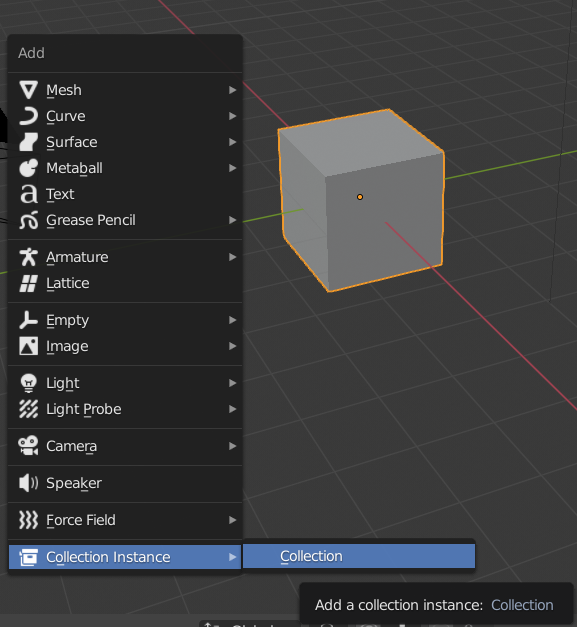 Add
Mesh
Curve
Surface
Metaball
Text
Grease Pencil
Armature
Lattice
Empty
Image
Light
Light Probe
Camera
Speaker
Force Field
Collection Instance
Collection
Add a collection instance: Collection